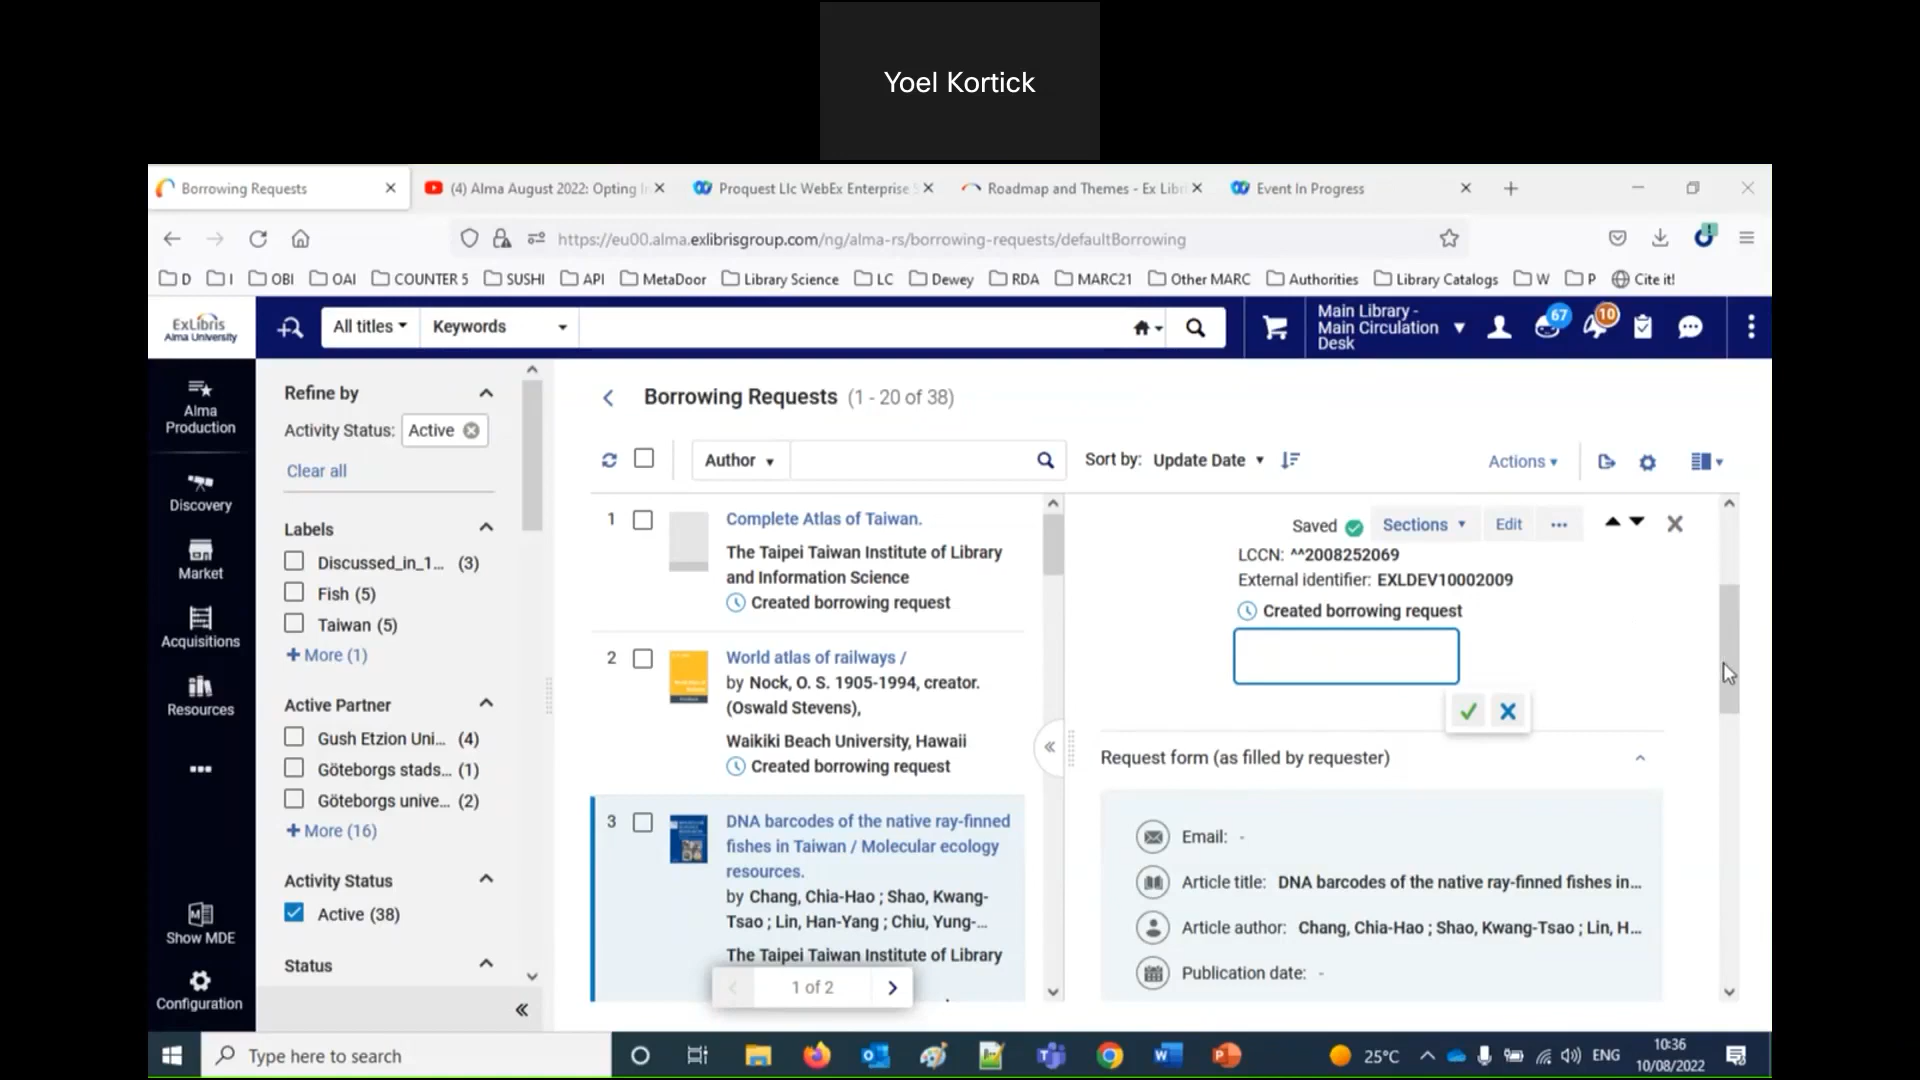 Yoel Kortick
Borrowing Requests
(4) Alma August 2022: Opting
Proquest Llc WebEx Enterprise
Roadmap and Themes - Ex Libri
Event In Progress
https://eu00.alma.exlibrisgroup.com/ng/alma-rs/borrowing-requests/defaultBorrowing
D I OBI OAI COUNTER 5 SUSHI API MetaDoor Library Science LC Dewey RDA MARC21 Other MARC Authorities Library Catalogs W P Cite it!
ExLibris
Alma University
All titles
Keywords
Main Library -
Main Circulation
Desk
67
10
Alma
Production
Discovery
Market
Acquisitions
Resources
Show MDE
Configuration
Refine by
Activity Status: Active
Clear all
Labels
Discussed_in_1... (3)
Fish (5)
Taiwan (5)
+ More (1)
Active Partner
Gush Etzion Uni... (4)
Göteborgs stads... (1)
Göteborgs unive... (2)
+ More (16)
Activity Status
Active (38)
Status
Borrowing Requests (1 - 20 of 38)
Author
Sort by: Update Date
Actions
1
Complete Atlas of Taiwan.
The Taipei Taiwan Institute of Library
and Information Science
Created borrowing request
2
World atlas of railways /
by Nock, O. S. 1905-1994, creator.
(Oswald Stevens),
Waikiki Beach University, Hawaii
Created borrowing request
3
DNA barcodes of the native ray-finned
fishes in Taiwan / Molecular ecology
resources.
by Chang, Chia-Hao ; Shao, Kwang-
Tsao ; Lin, Han-Yang ; Chiu, Yung-...
The Taipei Taiwan Institute of Library
1 of 2
Saved
Sections
Edit
LCCN: ^^2008252069
External identifier: EXLDEV10002009
Created borrowing request
Request form (as filled by requester)
Email: -
Article title: DNA barcodes of the native ray-finned fishes in...
Article author: Chang, Chia-Hao ; Shao, Kwang-Tsao ; Lin, H...
Publication date: -
Type here to search
25°C
ENG
10:36
10/08/2022